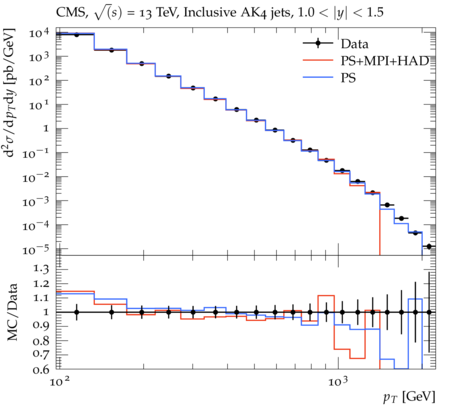 CMS, √(s) = 13 TeV, Inclusive AK4 jets, 1.0 < |y| < 1.5
d²σ/dp_T dy [pb/GeV]
10⁴
10³
10²
10¹
1
10⁻¹
10⁻²
10⁻³
10⁻⁴
10⁻⁵
Data
PS+MPI+HAD
PS
MC/Data
1.3
1.2
1.1
1
0.9
0.8
0.7
0.6
10² 10³
p_T [GeV]